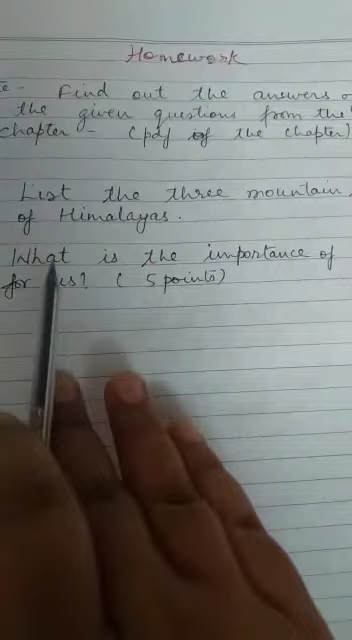 Homework
te - Find out the answers o
the given questions from the
chapter - (pdf of the chapter)
List the three mountain
of Himalayas.
What is the importance of
for us? ( 5 points)